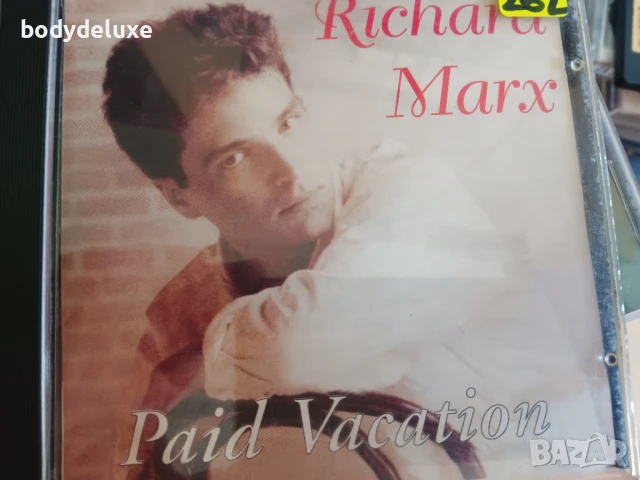 bodydeluxe
Richard
Marx
Paid Vacation
BAZAR